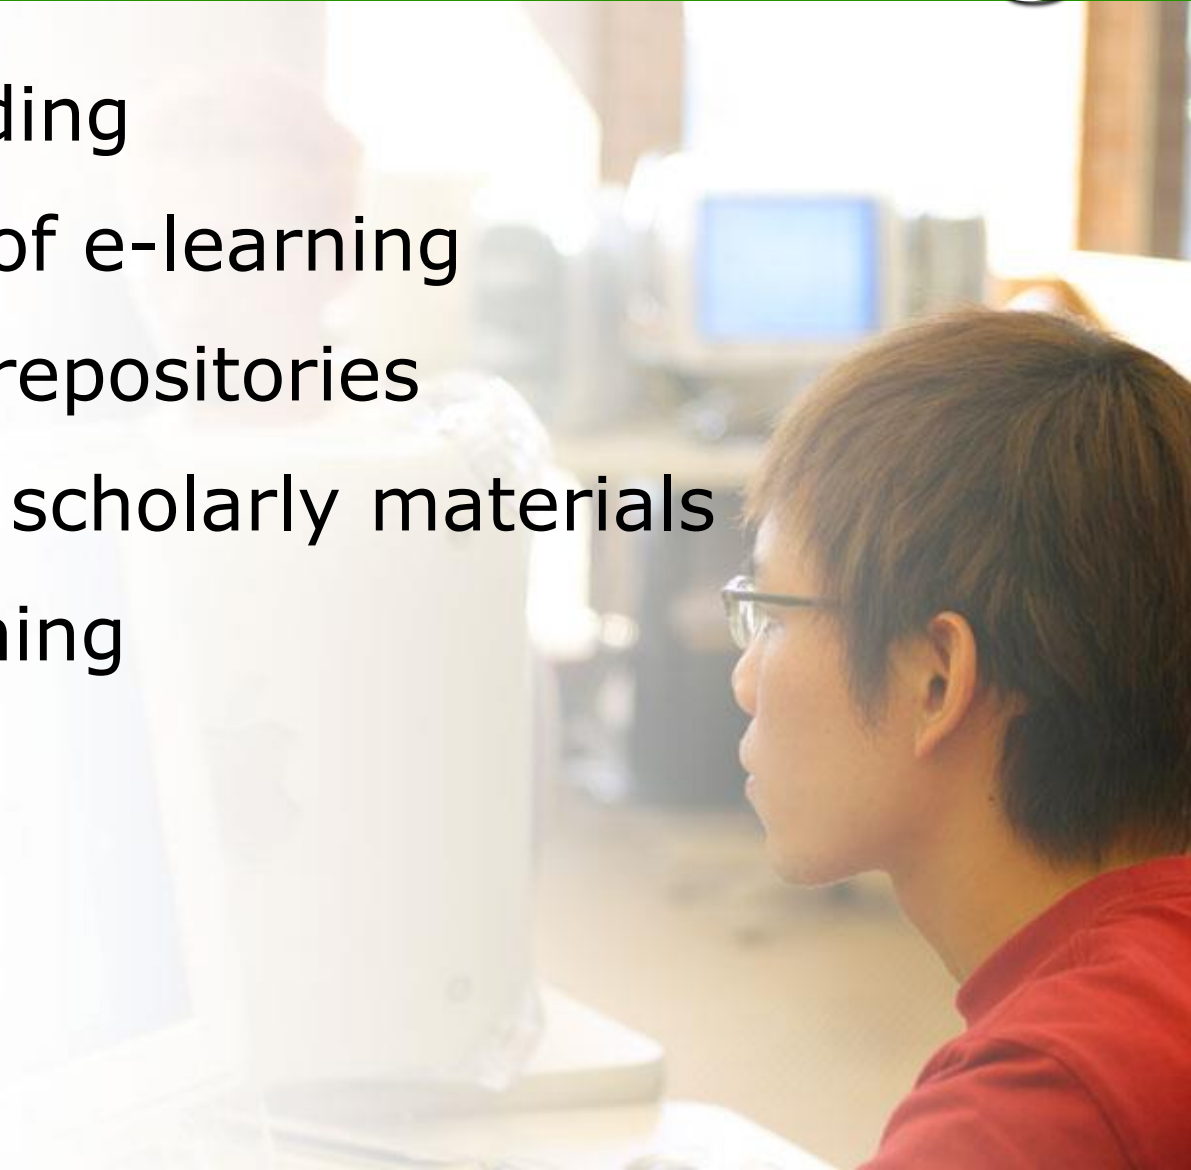 ding
of e-learning
repositories
scholarly materials
ning